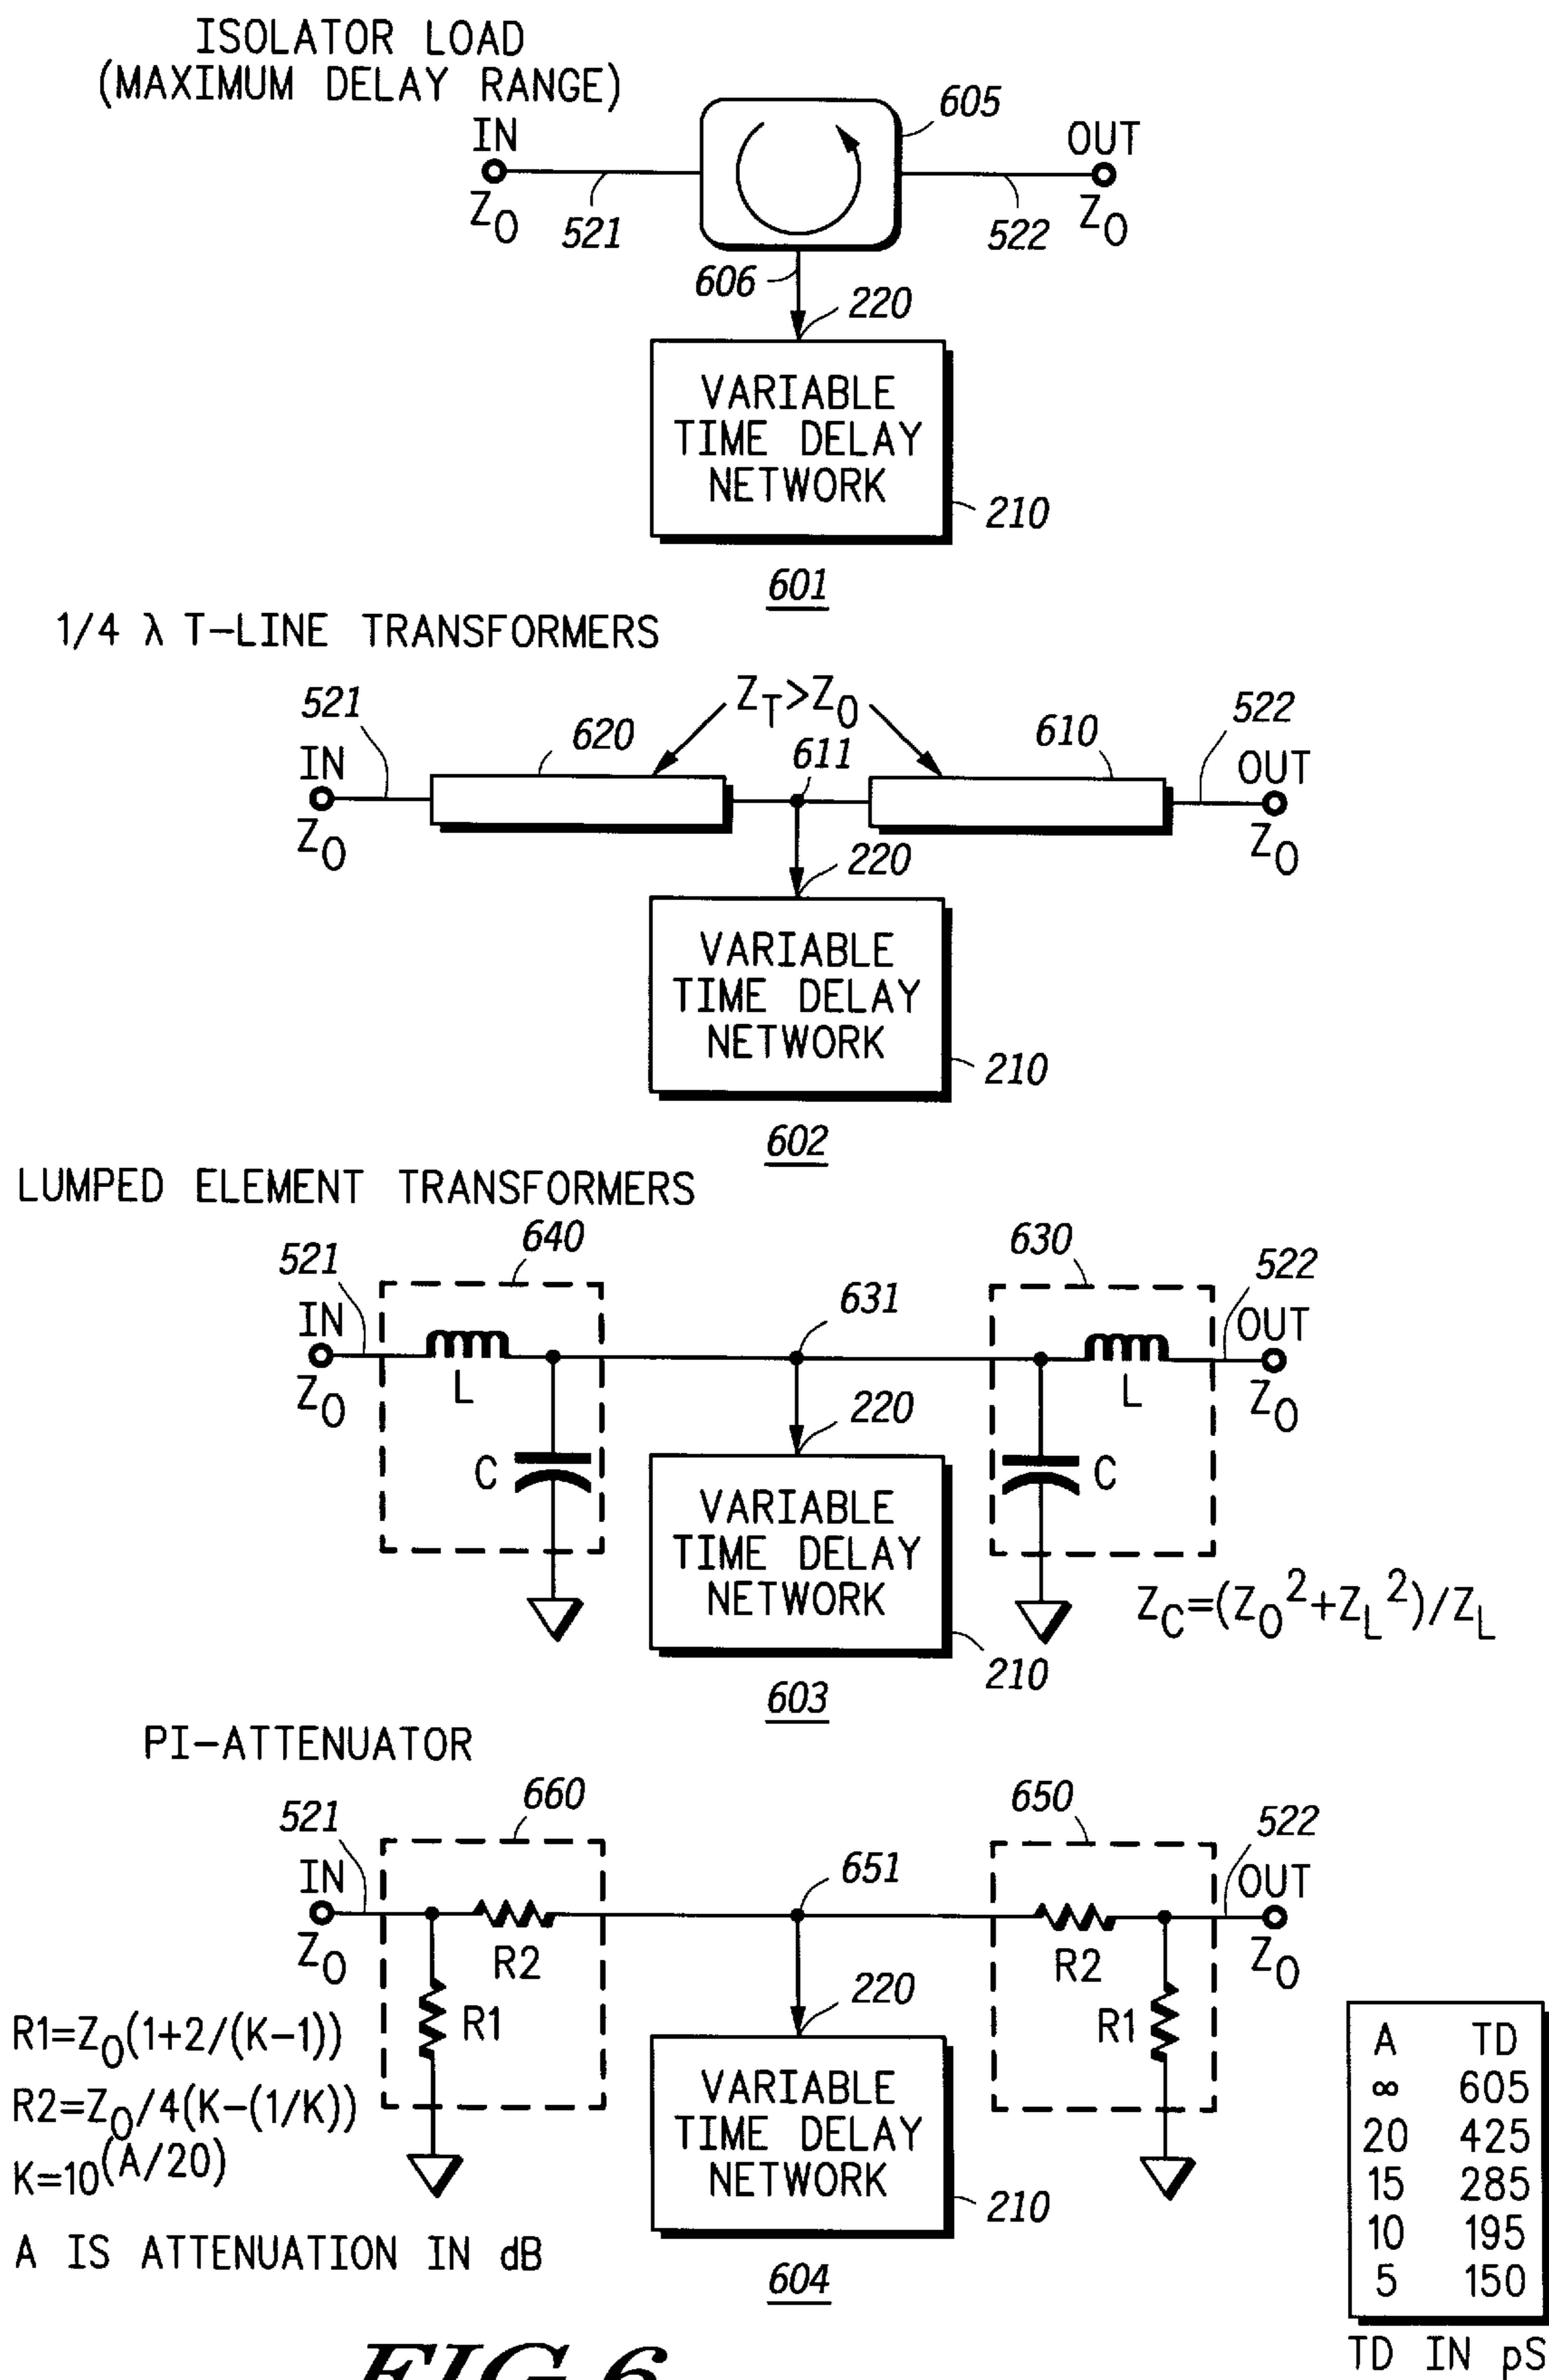 ISOLATOR LOAD
(MAXIMUM DELAY RANGE)
605
IN
OUT
Z0
521
522
Z0
606
220
VARIABLE
TIME DELAY
NETWORK
210
601
1/4 λ T-LINE TRANSFORMERS
521
620
ZT>Z0
611
610
522
IN
OUT
Z0
Z0
220
VARIABLE
TIME DELAY
NETWORK
210
602
LUMPED ELEMENT TRANSFORMERS
521
640
631
630
522
IN
OUT
Z0
L
L
Z0
220
C
C
VARIABLE
TIME DELAY
NETWORK
ZC=(Z0²+ZL²)/ZL
210
603
PI-ATTENUATOR
521
660
651
650
522
IN
OUT
Z0
R2
R2
Z0
220
R1
R1
R1=Z0(1+2/(K-1))
R2=Z0/4(K-(1/K))
K=10(A/20)
A IS ATTENUATION IN dB
VARIABLE
TIME DELAY
NETWORK
210
604
A TD
∞ 605
20 425
15 285
10 195
5 150
TD IN pS
FIG.6